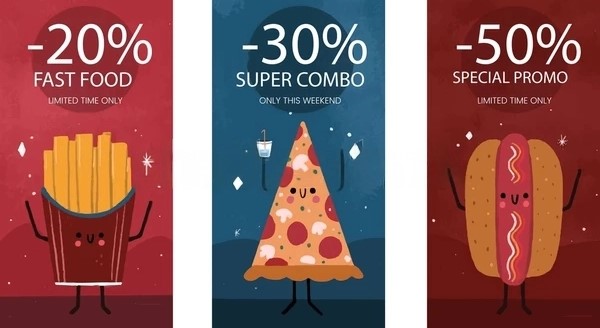 -20%
FAST FOOD
LIMITED TIME ONLY
-30%
SUPER COMBO
ONLY THIS WEEKEND
-50%
SPECIAL PROMO
LIMITED TIME ONLY